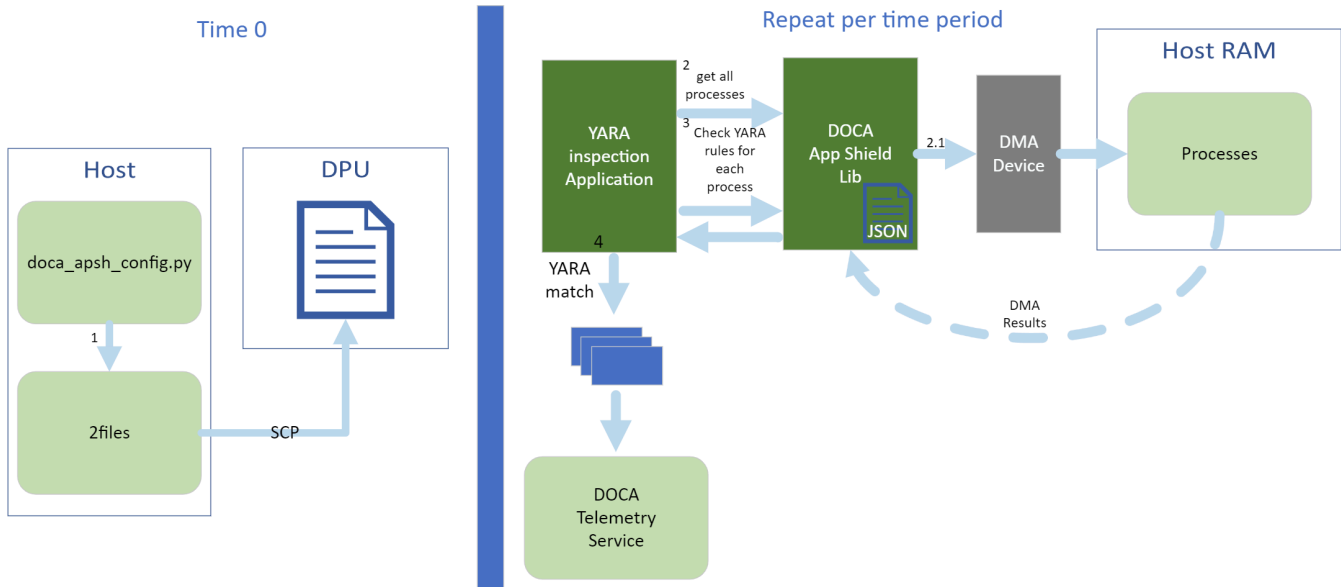 Time 0
Host
doca_apsh_config.py
1
2files
SCP
DPU
Repeat per time period
YARA
inspection
Application
2
get all
processes
3
Check YARA
rules for
each
process
4
YARA
match
DOCA
Telemetry
Service
DOCA
App Shield
Lib
JSON
2.1
DMA
Device
Host RAM
Processes
DMA
Results